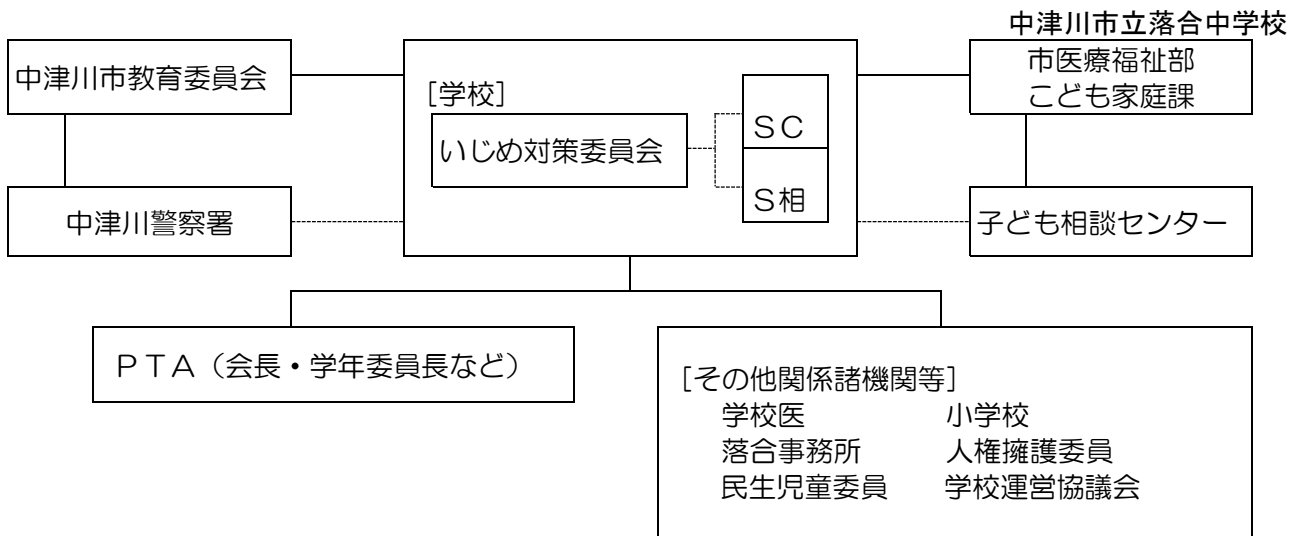 中津川市立落合中学校
中津川市教育委員会
市医療福祉部
こども家庭課
［学校］
いじめ対策委員会
ＳＣ
Ｓ相
中津川警察署
子ども相談センター
ＰＴＡ（会長・学年委員長など）
［その他関係諸機関等］
学校医　小学校
落合事務所　人権擁護委員
民生児童委員　学校運営協議会